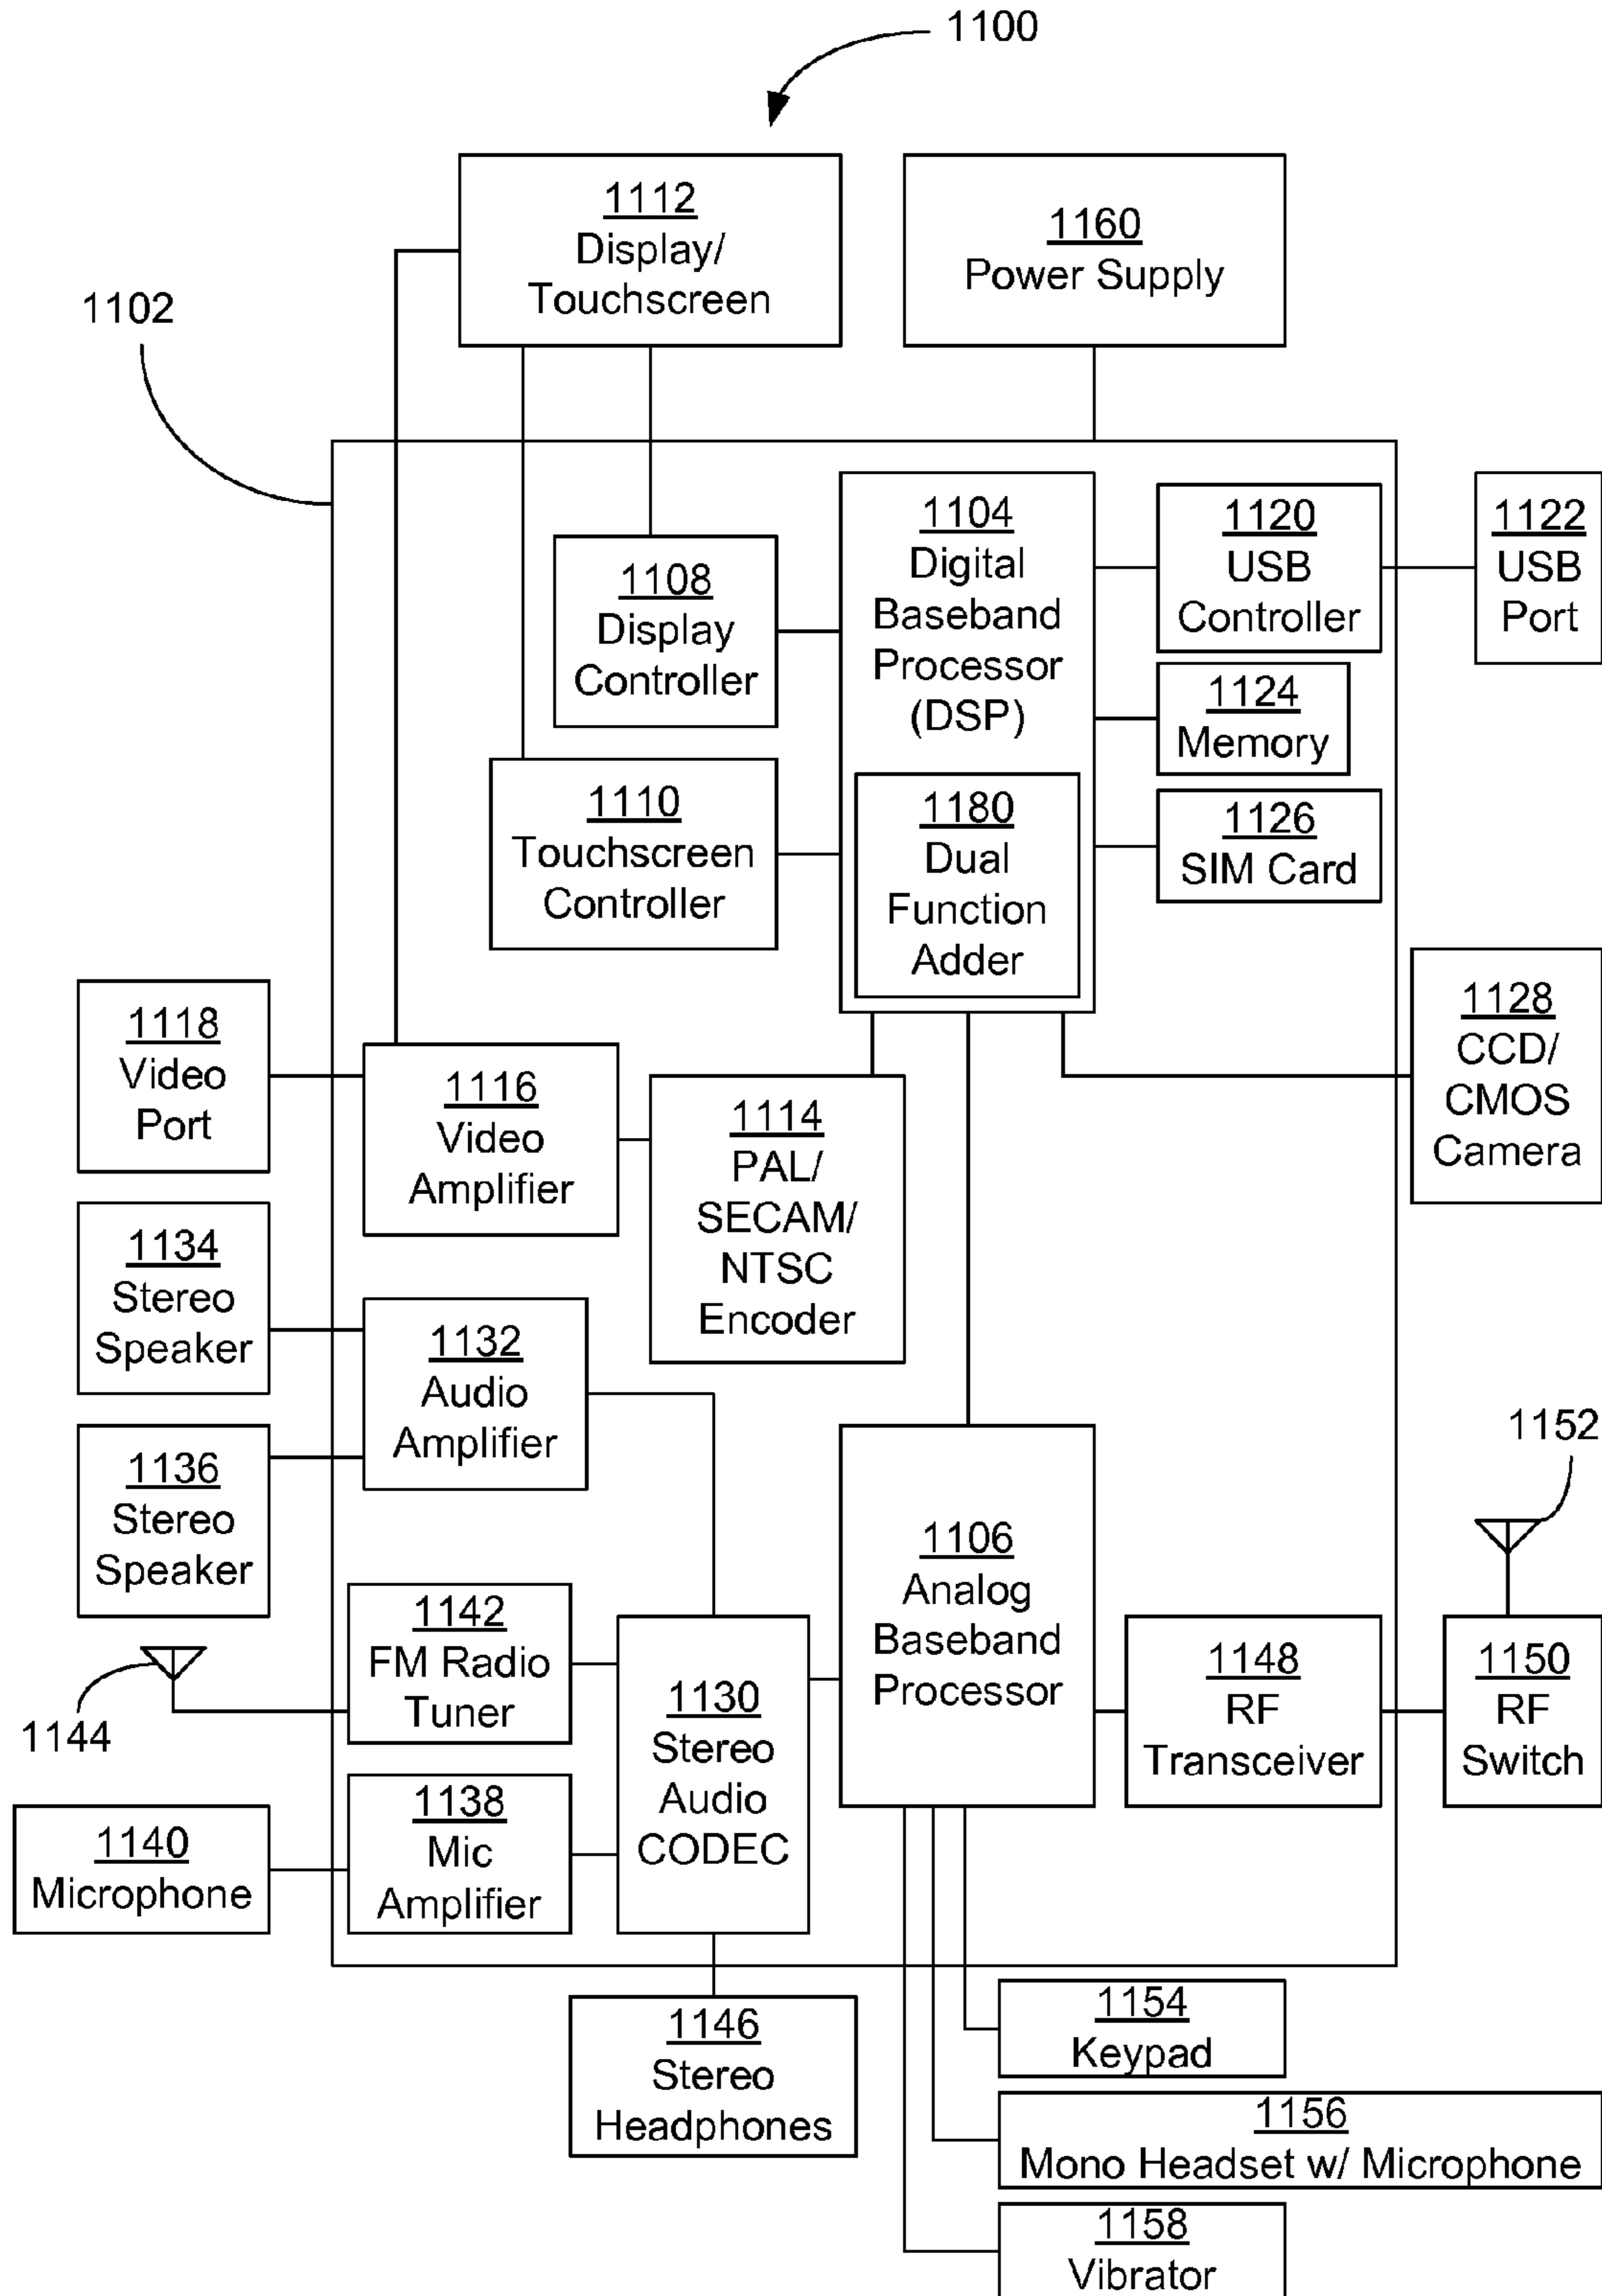 1100
1112
Display/
Touchscreen
1160
Power Supply
1102
1104
Digital
Baseband
Processor
(DSP)
1120
USB
Controller
1122
USB
Port
1108
Display
Controller
1124
Memory
1110
Touchscreen
Controller
1180
Dual
Function
Adder
1126
SIM Card
1118
Video
Port
1116
Video
Amplifier
1114
PAL/
SECAM/
NTSC
Encoder
1128
CCD/
CMOS
Camera
1134
Stereo
Speaker
1132
Audio
Amplifier
1136
Stereo
Speaker
1152
1106
Analog
Baseband
Processor
1142
FM Radio
Tuner
1144
1130
Stereo
Audio
CODEC
1148
RF
Transceiver
1150
RF
Switch
1140
Microphone
1138
Mic
Amplifier
1146
Stereo
Headphones
1154
Keypad
1156
Mono Headset w/ Microphone
1158
Vibrator